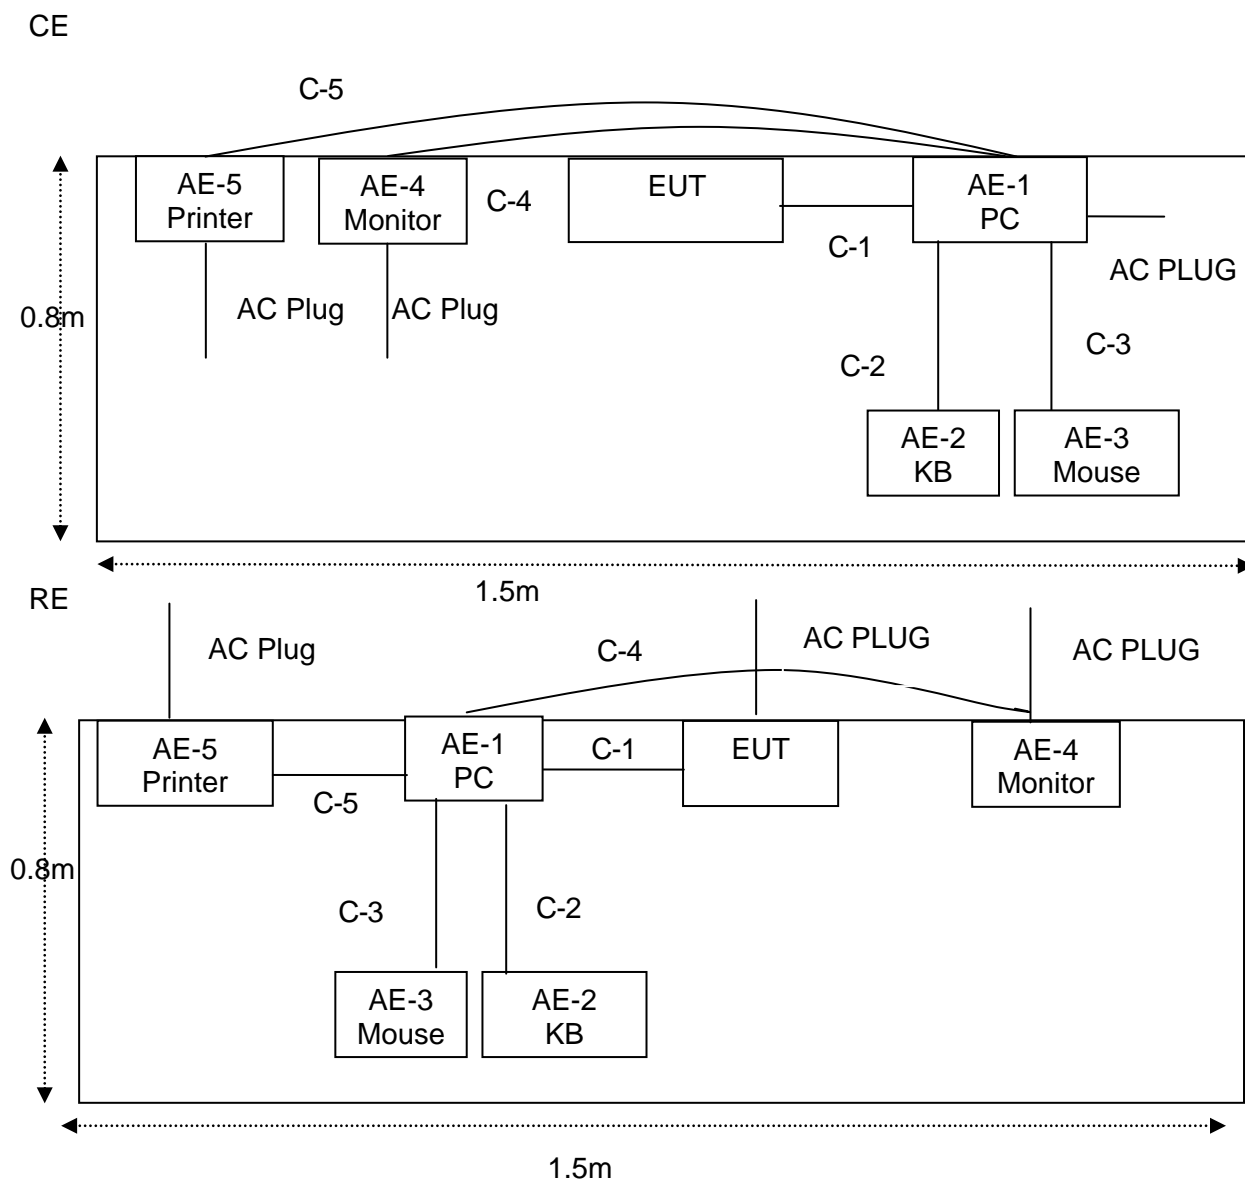 CE
C-5
AE-5
Printer
AE-4
Monitor
C-4
EUT
C-1
AE-1
PC
AC PLUG
AC Plug
AC Plug
0.8m
C-2
C-3
AE-2
KB
AE-3
Mouse
1.5m
RE
AC Plug
C-4
AC PLUG
AC PLUG
AE-5
Printer
C-5
AE-1
PC
C-1
EUT
AE-4
Monitor
0.8m
C-3
C-2
AE-3
Mouse
AE-2
KB
1.5m